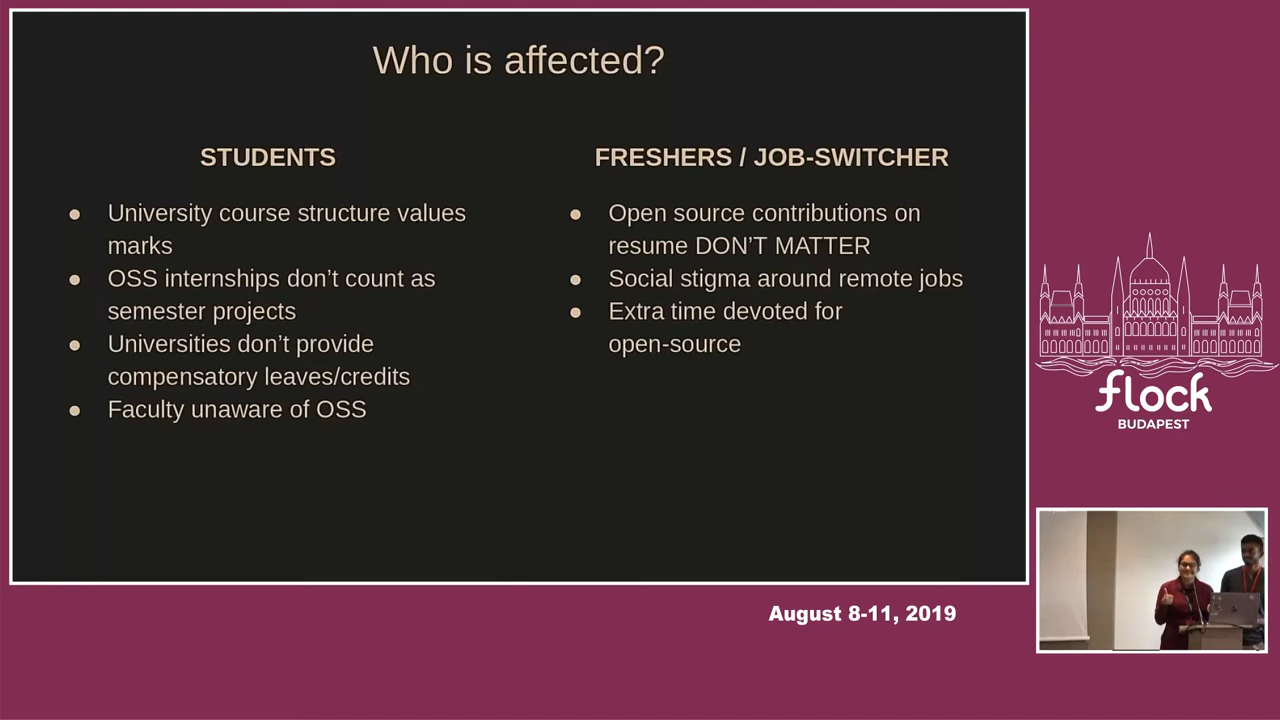 Who is affected?
STUDENTS
● University course structure values
marks
● OSS internships don’t count as
semester projects
● Universities don’t provide
compensatory leaves/credits
● Faculty unaware of OSS
FRESHERS / JOB-SWITCHER
● Open source contributions on
resume DON’T MATTER
● Social stigma around remote jobs
● Extra time devoted for
open-source
flock
BUDAPEST
August 8-11, 2019